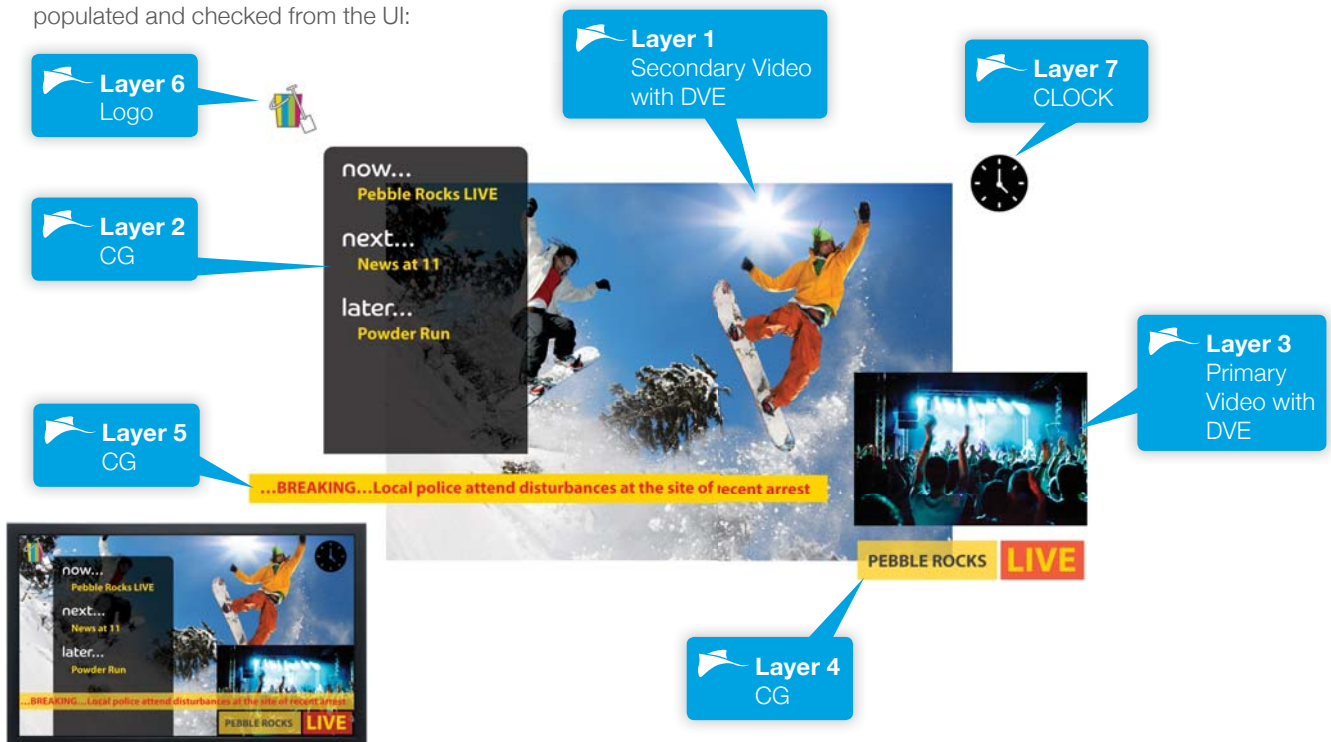 populated and checked from the UI:
Layer 6
Logo
Layer 1
Secondary Video
with DVE
Layer 7
CLOCK
Layer 2
CG
now...
Pebble Rocks LIVE
next...
News at 11
later...
Powder Run
Layer 3
Primary
Video with
DVE
Layer 5
CG
...BREAKING...Local police attend disturbances at the site of recent arrest
PEBBLE ROCKS LIVE
Layer 4
CG
now...
Pebble Rocks LIVE
next...
News at 11
later...
Powder Run
...BREAKING...Local police attend disturbances at the site of recent arrest
PEBBLE ROCKS LIVE